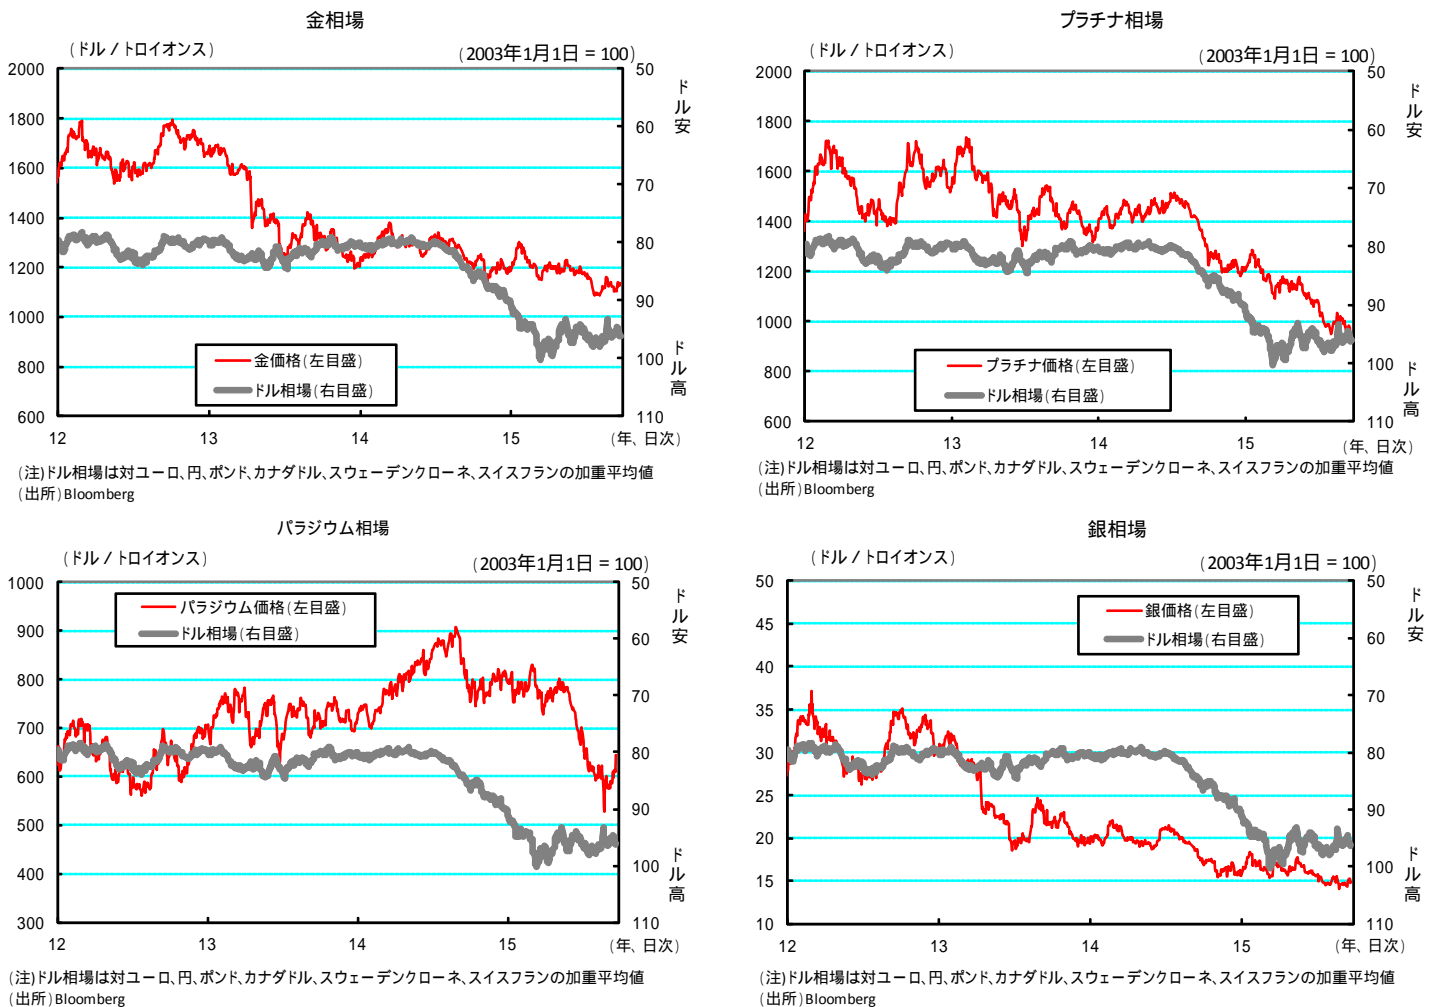 金相場
(ドル / トロイオンス)
(2003年1月1日 = 100)
2000
1800
1600
1400
1200
1000
800
600
50
60
70
80
90
100
110
ドル安
ドル高
金価格(左目盛)
ドル相場(右目盛)
12 13 14 15 (年、日次)
(注)ドル相場は対ユーロ、円、ポンド、カナダドル、スウェーデンクローネ、スイスフランの加重平均値
(出所)Bloomberg
プラチナ相場
(ドル / トロイオンス)
(2003年1月1日 = 100)
2000
1800
1600
1400
1200
1000
800
600
50
60
70
80
90
100
110
ドル安
ドル高
プラチナ価格(左目盛)
ドル相場(右目盛)
12 13 14 15 (年、日次)
(注)ドル相場は対ユーロ、円、ポンド、カナダドル、スウェーデンクローネ、スイスフランの加重平均値
(出所)Bloomberg
パラジウム相場
(ドル / トロイオンス)
(2003年1月1日 = 100)
1000
900
800
700
600
500
400
300
50
60
70
80
90
100
110
ドル安
ドル高
パラジウム価格(左目盛)
ドル相場(右目盛)
12 13 14 15 (年、日次)
(注)ドル相場は対ユーロ、円、ポンド、カナダドル、スウェーデンクローネ、スイスフランの加重平均値
(出所)Bloomberg
銀相場
(ドル / トロイオンス)
(2003年1月1日 = 100)
50
45
40
35
30
25
20
15
10
50
60
70
80
90
100
110
ドル安
ドル高
銀価格(左目盛)
ドル相場(右目盛)
12 13 14 15 (年、日次)
(注)ドル相場は対ユーロ、円、ポンド、カナダドル、スウェーデンクローネ、スイスフランの加重平均値
(出所)Bloomberg